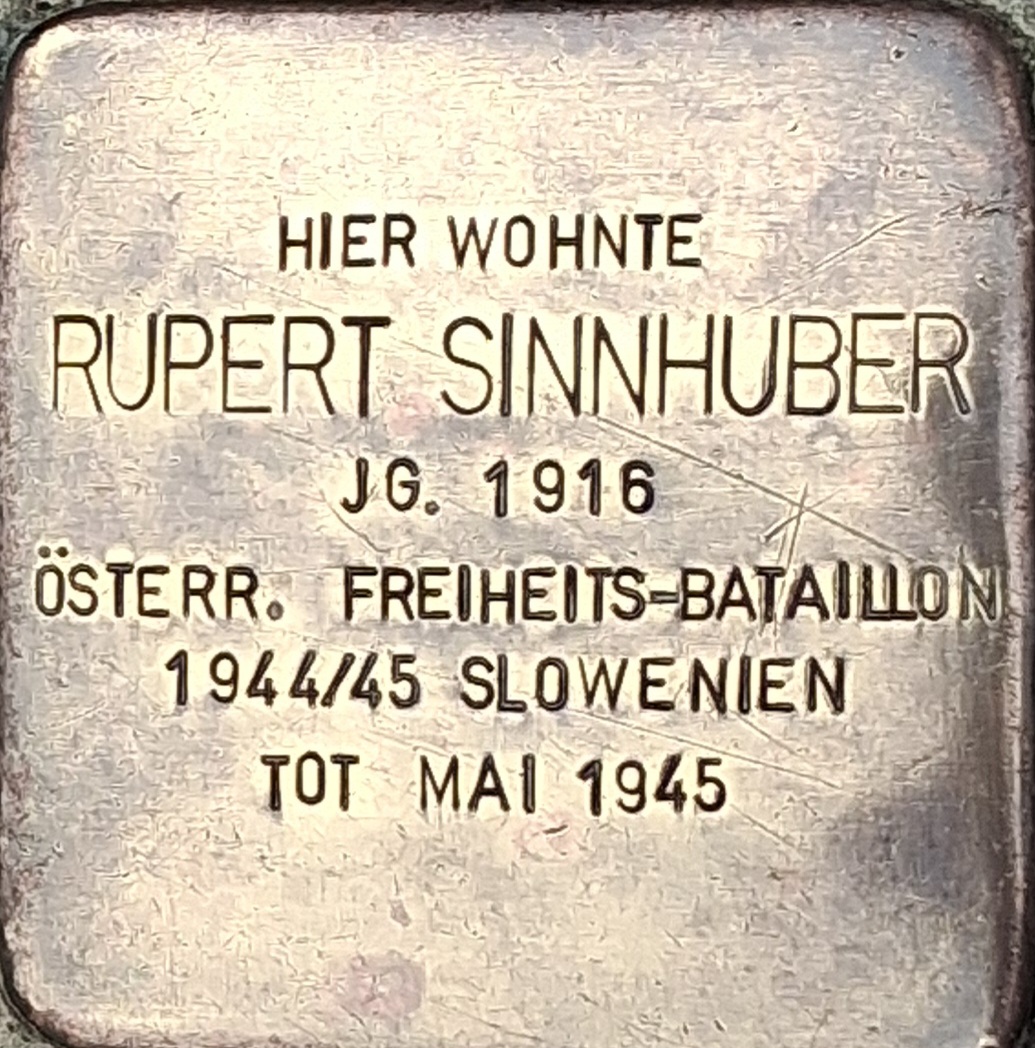 HIER WOHNTE
RUPERT SINNHUBER
JG. 1916
ÖSTERR. FREIHEITS-BATAILLON
1944/45 SLOWENIEN
TOT MAI 1945